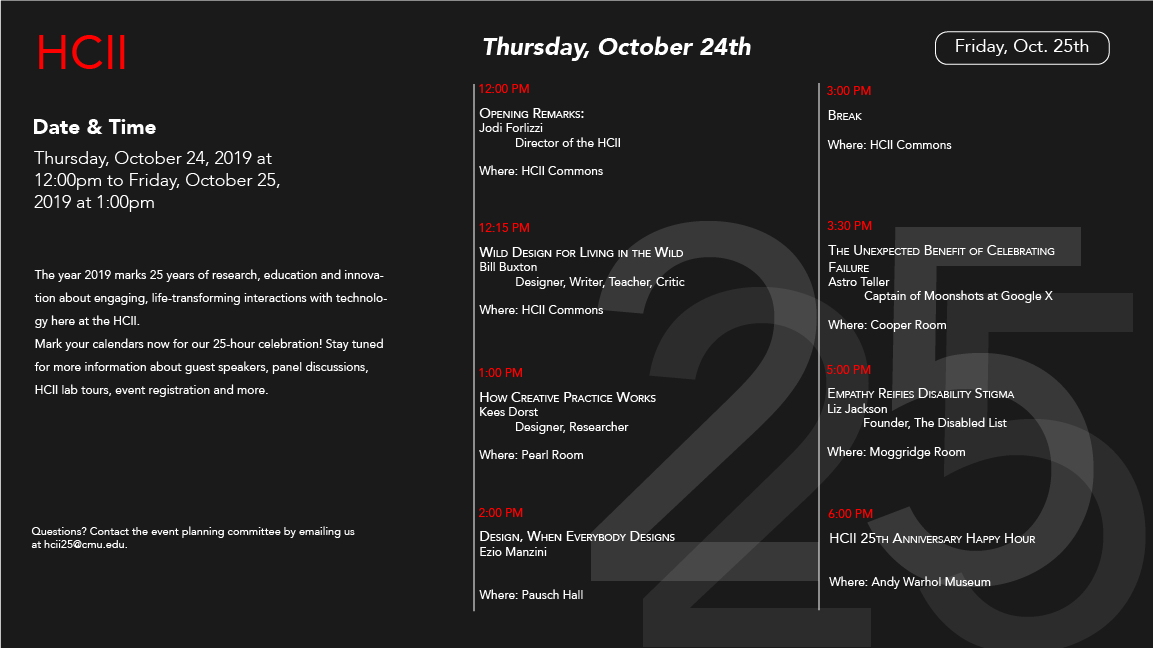 HCII
Date & Time
Thursday, October 24, 2019 at
12:00pm to Friday, October 25,
2019 at 1:00pm
The year 2019 marks 25 years of research, education and innova-
tion about engaging, life-transforming interactions with technolo-
gy here at the HCII.
Mark your calendars now for our 25-hour celebration! Stay tuned
for more information about guest speakers, panel discussions,
HCII lab tours, event registration and more.
Questions? Contact the event planning committee by emailing us
at hcii25@cmu.edu.
Thursday, October 24th
Friday, Oct. 25th
12:00 PM
Opening Remarks:
Jodi Forlizzi
Director of the HCII
Where: HCII Commons
12:15 PM
Wild Design for Living in the Wild
Bill Buxton
Designer, Writer, Teacher, Critic
Where: HCII Commons
1:00 PM
How Creative Practice Works
Kees Dorst
Designer, Researcher
Where: Pearl Room
2:00 PM
Design, When Everybody Designs
Ezio Manzini
Where: Pausch Hall
3:00 PM
Break
Where: HCII Commons
3:30 PM
The Unexpected Benefit of Celebrating
Failure
Astro Teller
Captain of Moonshots at Google X
Where: Cooper Room
5:00 PM
Empathy Reifies Disability Stigma
Liz Jackson
Founder, The Disabled List
Where: Moggridge Room
6:00 PM
HCII 25th Anniversary Happy Hour
Where: Andy Warhol Museum
25
25